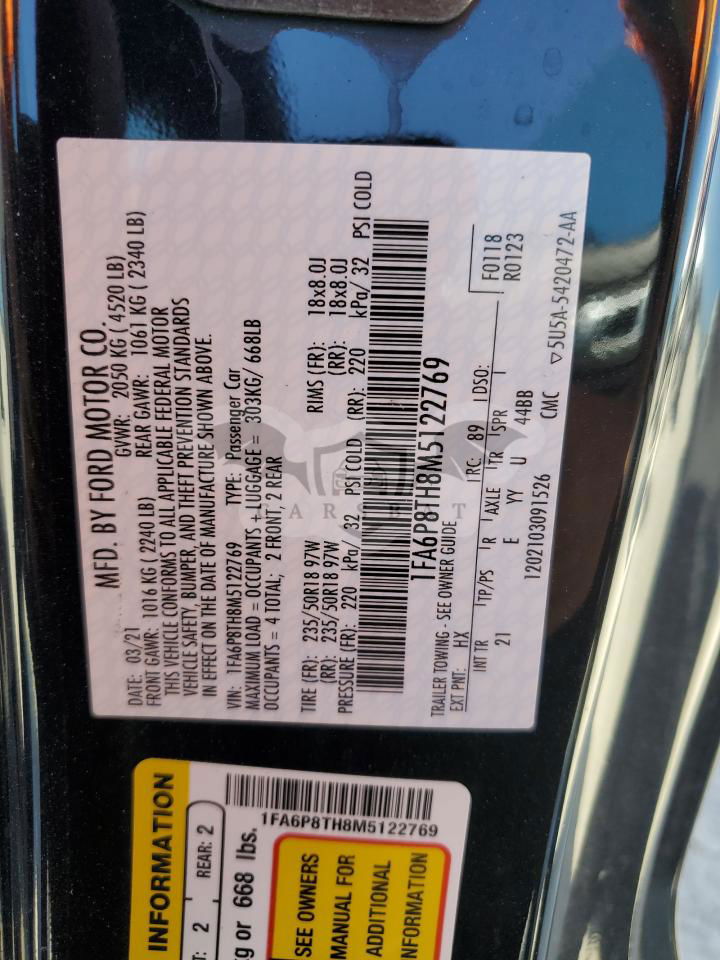 MFD. BY FORD MOTOR CO.
DATE: 03/21 GVWR: 2050 KG ( 4520 LB)
FRONT GAWR: 1016 KG ( 2240 LB) REAR GAWR: 1061 KG ( 2340 LB)
THIS VEHICLE CONFORMS TO ALL APPLICABLE FEDERAL MOTOR
VEHICLE SAFETY, BUMPER, AND THEFT PREVENTION STANDARDS
IN EFFECT ON THE DATE OF MANUFACTURE SHOWN ABOVE.
VIN: 1FA6P8TH8M5122769 TYPE: Passenger Car
MAXIMUM LOAD = OCCUPANTS + LUGGAGE = 303KG/ 668LB
OCCUPANTS = 4 TOTAL; 2 FRONT, 2 REAR
TIRE (FR): 235/50R18 97W RIMS (FR): 18x8.0J
(RR): 235/50R18 97W (RR): 18x8.0J
PRESSURE (FR): 220 kPa/ 32 PSI COLD (RR): 220 kPa/ 32 PSI COLD
1FA6P8TH8M5122769
TRAILER TOWING - SEE OWNER GUIDE
EXT PNT: HX RC: 89 DSO: F0118
R0123
INT TR TP/PS R AXLE TR SPR
21 E YY U 44BB
1202103091526 CMC ▽5U5A-5420472-AA
INFORMATION
2 REAR: 2
or 668 lbs.
1FA6P8TH8M5122769
SEE OWNERS
MANUAL FOR
ADDITIONAL
INFORMATION